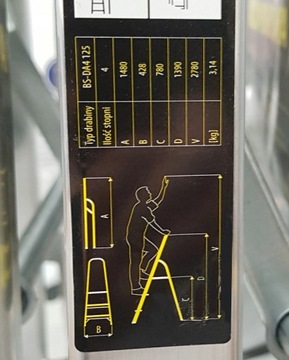 Typ drabiny BS-DA4 125
Ilość stopni 4
A 1480
B 428
C 780
D 1390
V 2780
[kg] 3,14
A
B
C
D
V